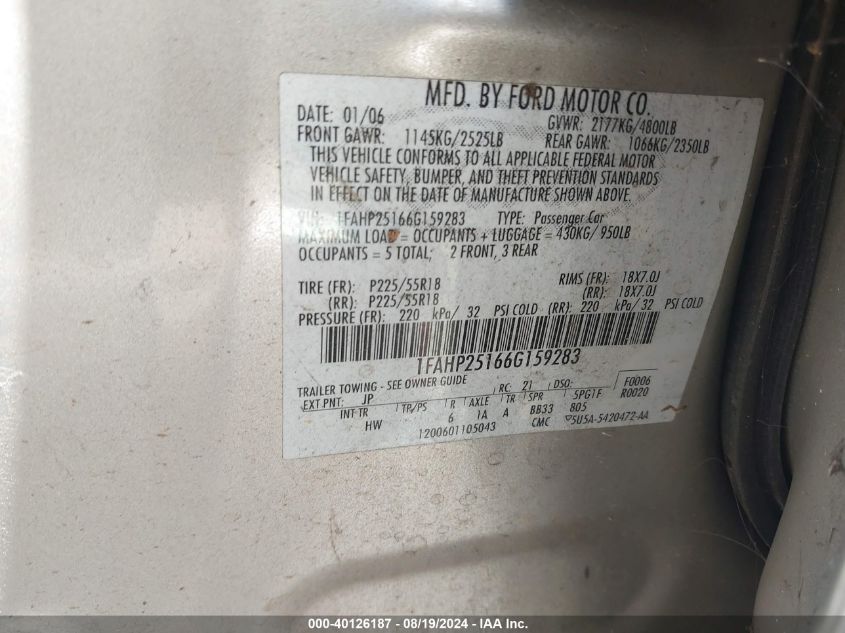 MFD. BY FORD MOTOR CO.
DATE: 01/06 GVWR: 2177KG/4800LB
FRONT GAWR: 1145KG/2525LB REAR GAWR: 1066KG/2350LB
THIS VEHICLE CONFORMS TO ALL APPLICABLE FEDERAL MOTOR
VEHICLE SAFETY, BUMPER, AND THEFT PREVENTION STANDARDS
IN EFFECT ON THE DATE OF MANUFACTURE SHOWN ABOVE.
VIN: 1FAHP25166G159283 TYPE: Passenger Car
MAXIMUM LOAD = OCCUPANTS + LUGGAGE = 430KG/950LB
OCCUPANTS = 5 TOTAL; 2 FRONT, 3 REAR
TIRE (FR): P225/55R18 RIMS (FR): 18X7.0J
(RR): P225/55R18 (RR): 18X7.0J
PRESSURE (FR): 220 kPa/ 32 PSI COLD (RR): 220 kPa/ 32 PSI COLD
1FAHP25166G159283
TRAILER TOWING - SEE OWNER GUIDE
EXT PNT: JP RC: 21 DSO: F0006
R0020
INT TR TP/PS R AXLE TR SPR 5PG1F
HW 6 1A A BB33 805
1200601105043 CMC 5U5A-5420472-AA
000-40126187 - 08/19/2024 - IAA Inc.